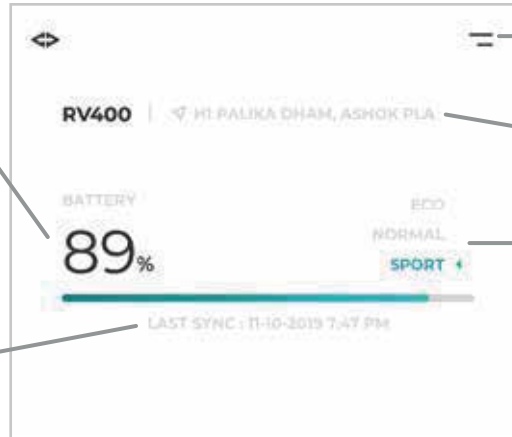 RV400 | H1 PALIKA DHAM, ASHOK PLA
BATTERY
89%
ECO
NORMAL
SPORT
LAST SYNC : 11-10-2019 7:47 PM